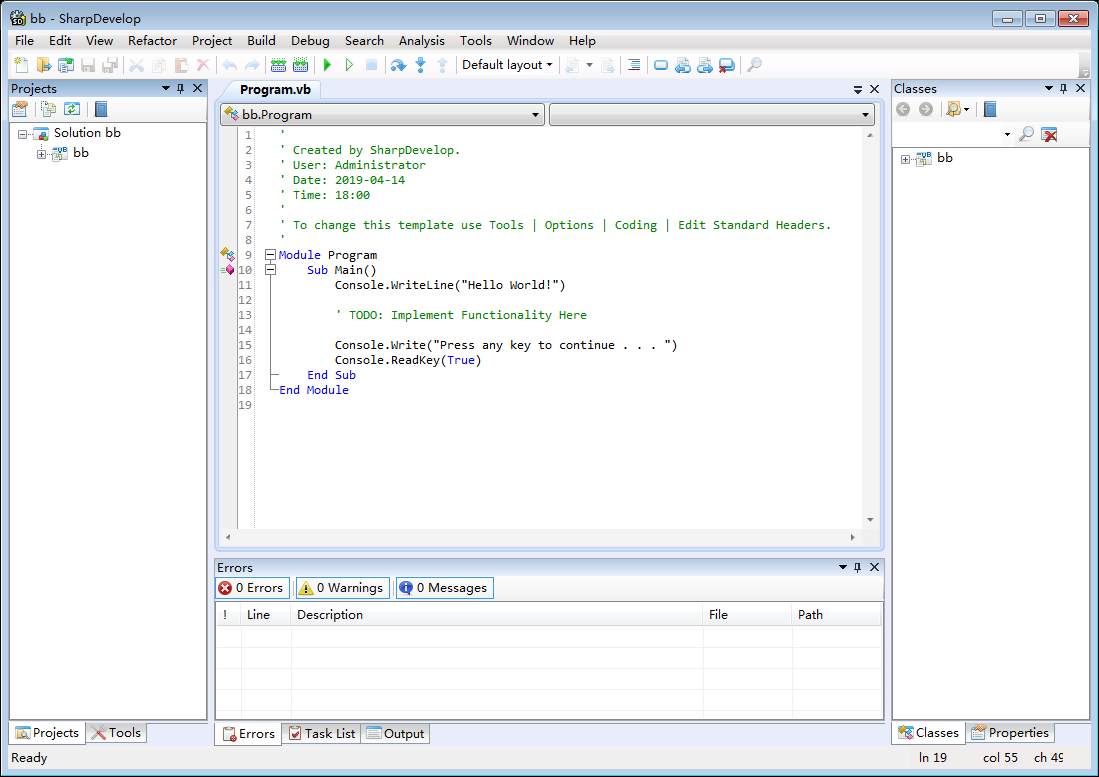 bb - SharpDevelop
File Edit View Refactor Project Build Debug Search Analysis Tools Window Help
Default layout
Projects
Solution bb
bb
Program.vb
bb.Program
1 '
2 ' Created by SharpDevelop.
3 ' User: Administrator
4 ' Date: 2019-04-14
5 ' Time: 18:00
6 '
7 ' To change this template use Tools | Options | Coding | Edit Standard Headers.
8 '
9 Module Program
10 Sub Main()
11 Console.WriteLine("Hello World!")
12
13 ' TODO: Implement Functionality Here
14
15 Console.Write("Press any key to continue . . . ")
16 Console.ReadKey(True)
17 End Sub
18 End Module
19
Classes
bb
Errors
0 Errors 0 Warnings 0 Messages
! Line Description File Path
Projects Tools
Errors Task List Output
Classes Properties
Ready ln 19 col 55 ch 49